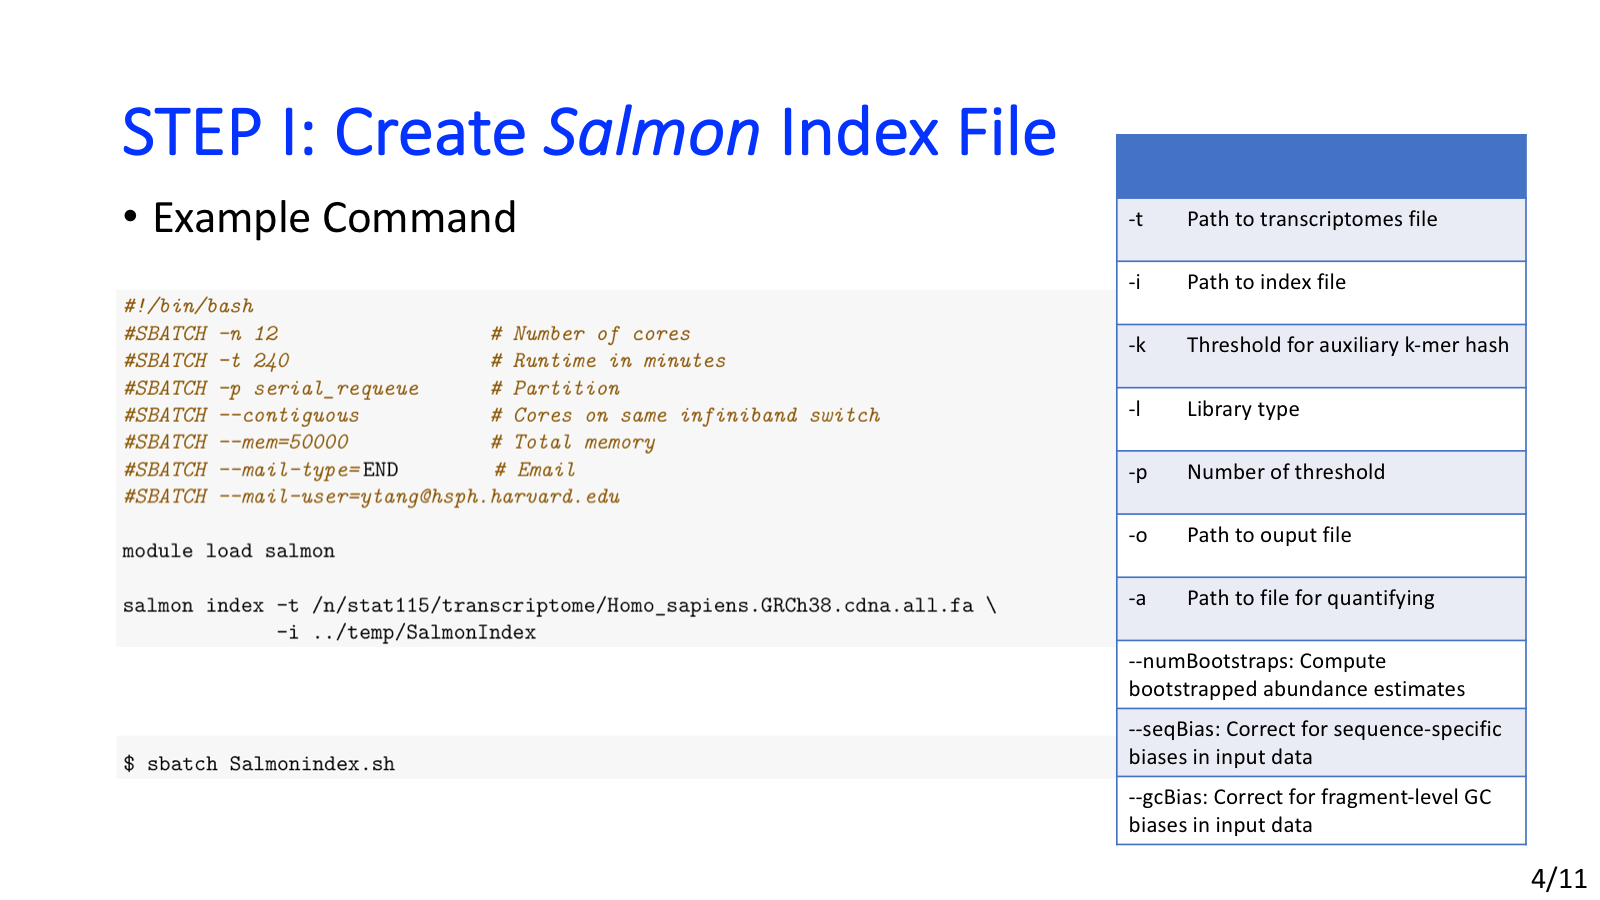 STEP I: Create Salmon Index File
• Example Command
#!/bin/bash
#SBATCH -n 12 # Number of cores
#SBATCH -t 240 # Runtime in minutes
#SBATCH -p serial_requeue # Partition
#SBATCH --contiguous # Cores on same infiniband switch
#SBATCH --mem=50000 # Total memory
#SBATCH --mail-type=END # Email
#SBATCH --mail-user=ytang@hsph.harvard.edu
module load salmon
salmon index -t /n/stat115/transcriptome/Homo_sapiens.GRCh38.cdna.all.fa \
-i ../temp/SalmonIndex
$ sbatch Salmonindex.sh
-t Path to transcriptomes file
-i Path to index file
-k Threshold for auxiliary k-mer hash
-l Library type
-p Number of threshold
-o Path to ouput file
-a Path to file for quantifying
--numBootstraps: Compute
bootstrapped abundance estimates
--seqBias: Correct for sequence-specific
biases in input data
--gcBias: Correct for fragment-level GC
biases in input data
4/11